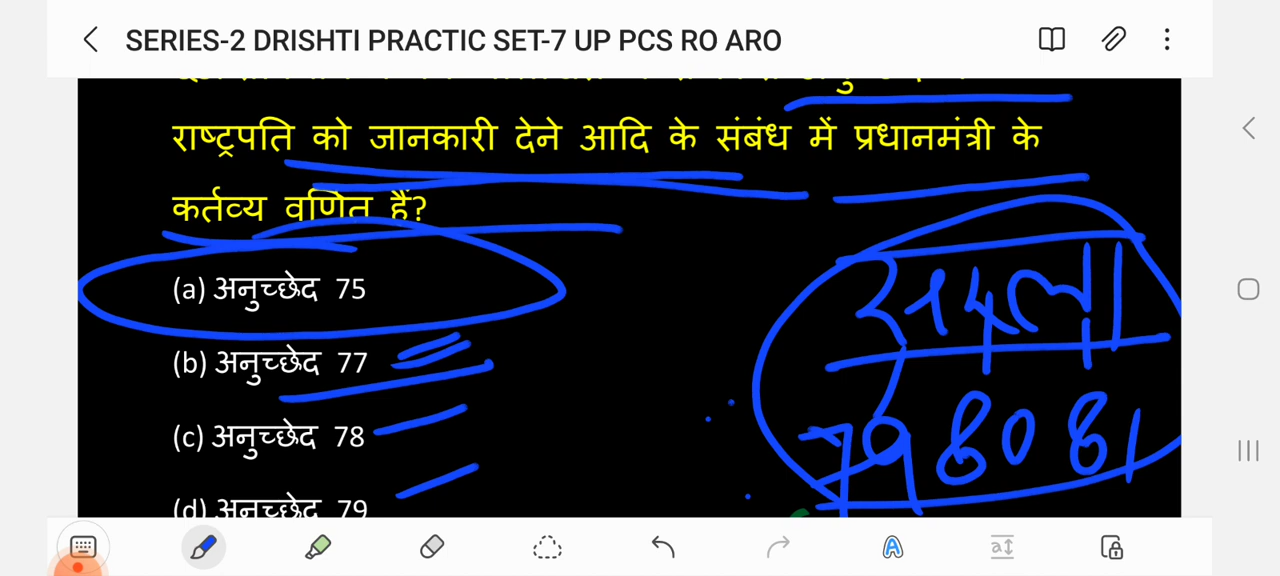 SERIES-2 DRISHTI PRACTIC SET-7 UP PCS RO ARO
राष्ट्रपति को जानकारी देने आदि के संबंध में प्रधानमंत्री के
कर्तव्य वर्णित हैं?
(a) अनुच्छेद 75
(b) अनुच्छेद 77
(c) अनुच्छेद 78
(d) अनुच्छेद 79
79 80 81